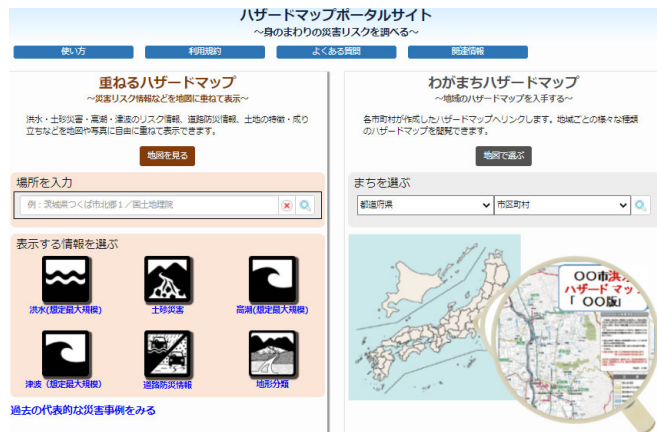 ハザードマップポータルサイト
～身のまわりの災害リスクを調べる～
使い方
利用規約
よくある質問
関連情報
重ねるハザードマップ
～災害リスク情報などを地図に重ねて表示～
洪水・土砂災害・高潮・津波のリスク情報、道路防災情報、土地の特徴・成り
立ちなどを地図や写真に自由に重ねて表示できます。
地図を見る
場所を入力
例：茨城県つくば市北郷１／国土地理院
表示する情報を選ぶ
洪水(想定最大規模)
土砂災害
高潮(想定最大規模)
津波（想定最大規模)
道路防災情報
地形分類
過去の代表的な災害事例をみる
わがまちハザードマップ
～地域のハザードマップを入手する～
各市町村が作成したハザードマップへリンクします。地域ごとの様々な種類
のハザードマップを閲覧できます。
地図で選ぶ
まちを選ぶ
都道府県
市区町村
〇〇市洪水
ハザードマップ
「 〇〇版」